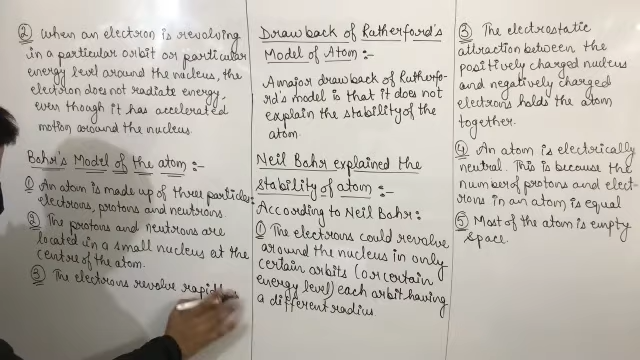 ② When an electron is revolving
in a particular orbit or particular
energy level around the nucleus, the
electron does not radiate energy,
even though it has accelerated
motion around the nucleus.
Bohr's Model of the atom :-
① An atom is made up of three particles:
electrons, protons and neutrons.
② The protons and neutrons are
located in a small nucleus at the
centre of the atom.
③ The electrons revolve
Drawback of Rutherford's
Model of Atom :-
A major drawback of Rutherfo-
rd's model is that it does not
explain the stability of the
atom.
Neil Bohr explained the
stability of atom :-
According to Neil Bohr:
① The electrons could revolve
around the nucleus in only
certain orbits (or certain
energy level) each orbit having
a different radius
③ The electrostatic
attraction between the
positively charged nucleus
and negatively charged
electrons holds the atom
together.
④ An atom is electrically
neutral. This is because the
number of protons and elect-
rons in an atom is equal
⑤ Most of the atom is empty
space.